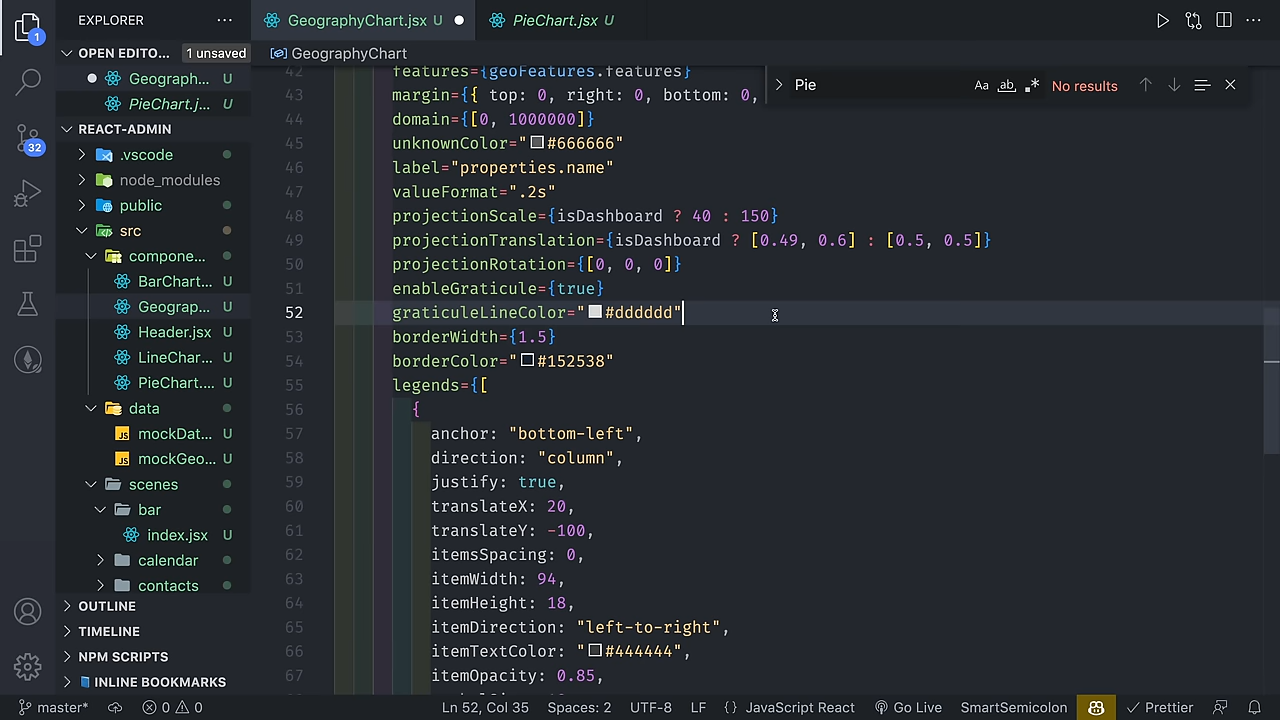 EXPLORER
GeographyChart.jsx U
PieChart.jsx U
OPEN EDITO...
1 unsaved
GeographyChart
Geograph... U
PieChart.j... U
REACT-ADMIN
.vscode
node_modules
public
src
compone...
BarChart... U
Geograp... U
Header.jsx U
LineChar... U
PieChart.... U
data
mockDat... U
mockGeo... U
scenes
bar
index.jsx U
calendar
contacts
OUTLINE
TIMELINE
NPM SCRIPTS
INLINE BOOKMARKS
1
32
Pie
Aa
ab
No results
42 features={geoFeatures.features}
43 margin={{ top: 0, right: 0, bottom: 0,
44 domain={[0, 1000000]}
45 unknownColor="#666666"
46 label="properties.name"
47 valueFormat=".2s"
48 projectionScale={isDashboard ? 40 : 150}
49 projectionTranslation={isDashboard ? [0.49, 0.6] : [0.5, 0.5]}
50 projectionRotation={[0, 0, 0]}
51 enableGraticule={true}
52 graticuleLineColor="#dddddd"
53 borderWidth={1.5}
54 borderColor="#152538"
55 legends={[
56 {
57 anchor: "bottom-left",
58 direction: "column",
59 justify: true,
60 translateX: 20,
61 translateY: -100,
62 itemsSpacing: 0,
63 itemWidth: 94,
64 itemHeight: 18,
65 itemDirection: "left-to-right",
66 itemTextColor: "#444444",
67 itemOpacity: 0.85,
master*
0
0
Ln 52, Col 35
Spaces: 2
UTF-8
LF
{} JavaScript React
Go Live
SmartSemicolon
Prettier